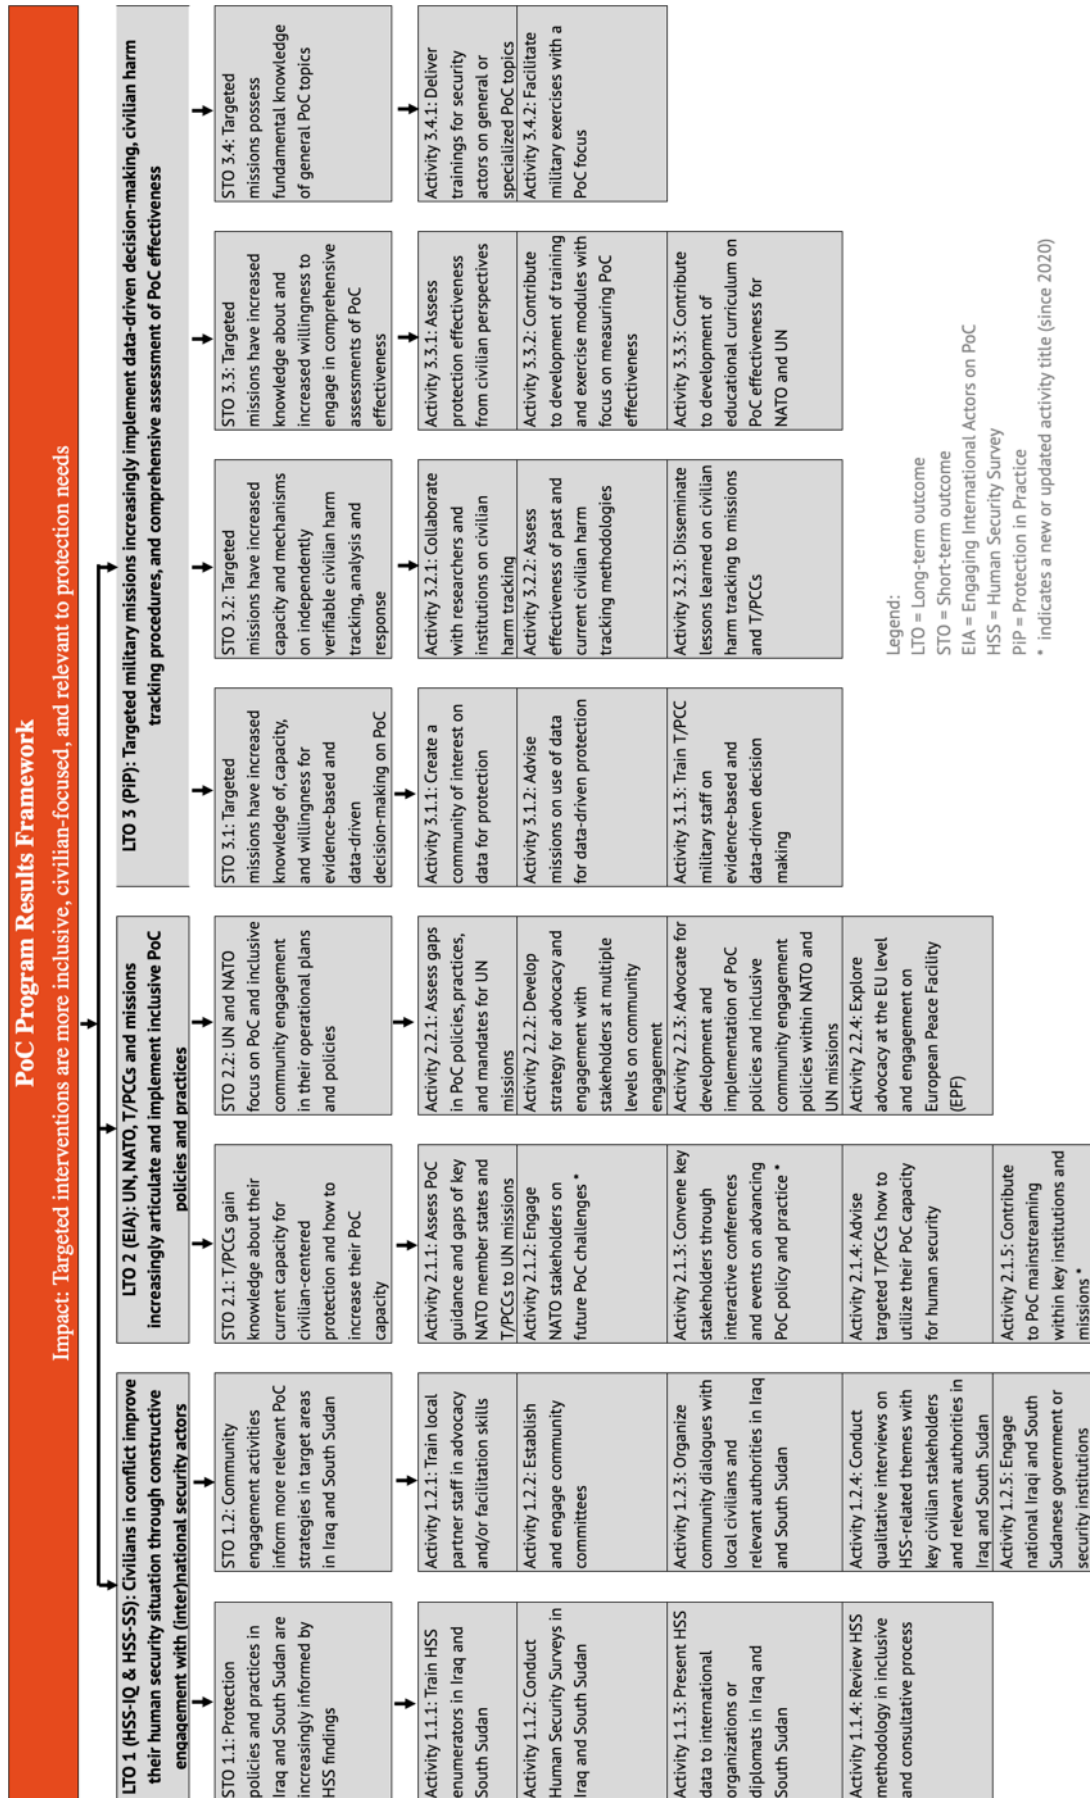 PoC Program Results Framework
Impact: Targeted interventions are more inclusive, civilian-focused, and relevant to protection needs
LTO 1 (HSS-IQ & HSS-SS): Civilians in conflict improve
their human security situation through constructive
engagement with (inter)national security actors
STO 1.1: Protection
policies and practices in
Iraq and South Sudan are
increasingly informed by
HSS findings
Activity 1.1.1: Train HSS
enumerators in Iraq and
South Sudan
Activity 1.1.2: Conduct
Human Security Surveys in
Iraq and South Sudan
Activity 1.1.3: Present HSS
data to international
organizations or
diplomats in Iraq and
South Sudan
Activity 1.1.4: Review HSS
methodology in inclusive
and consultative process
STO 1.2: Community
engagement activities
inform more relevant PoC
strategies in target areas
in Iraq and South Sudan
Activity 1.2.1: Train local
partner staff in advocacy
and/or facilitation skills
Activity 1.2.2: Establish
and engage community
committees
Activity 1.2.3: Organize
community dialogues with
local civilians and
relevant authorities in Iraq
and South Sudan
Activity 1.2.4: Conduct
qualitative interviews on
HSS-related themes with
key civilian stakeholders
and relevant authorities in
Iraq and South Sudan
Activity 1.2.5: Engage
national Iraqi and South
Sudanese government or
security institutions
LTO 2 (EIA): UN, NATO, T/PCCs and missions
increasingly articulate and implement inclusive PoC
policies and practices
STO 2.1: T/PCCs gain
knowledge about their
current capacity for
civilian-centered
protection and how to
increase their PoC
capacity
Activity 2.1.1: Assess PoC
guidance and gaps of key
NATO member states and
T/PCCs to UN missions
Activity 2.1.2: Engage
NATO stakeholders on
future PoC challenges *
Activity 2.1.3: Convene key
stakeholders through
interactive conferences
and events on advancing
PoC policy and practice *
Activity 2.1.4: Advise
targeted T/PCCs how to
utilize their PoC capacity
for human security
Activity 2.1.5: Contribute
to PoC mainstreaming
within key institutions and
missions *
STO 2.2: UN and NATO
focus on PoC and inclusive
community engagement
in their operational plans
and policies
Activity 2.2.1: Assess gaps
in PoC policies, practices,
and mandates for UN
missions
Activity 2.2.2: Develop
strategy for advocacy and
engagement with
stakeholders at multiple
levels on community
engagement
Activity 2.2.3: Advocate for
development and
implementation of PoC
policies and inclusive
community engagement
policies within NATO and
UN missions
Activity 2.2.4: Explore
advocacy at the EU level
and engagement on
European Peace Facility
(EPF)
LTO 3 (PiP): Targeted military missions increasingly implement data-driven decision-making, civilian harm
tracking procedures, and comprehensive assessment of PoC effectiveness
STO 3.1: Targeted
missions have increased
knowledge of, capacity,
and willingness for
evidence-based and
data-driven
decision-making on PoC
Activity 3.1.1: Create a
community of interest on
data for protection
Activity 3.1.2: Advise
missions on use of data
for data-driven protection
Activity 3.1.3: Train T/PCC
military staff on
evidence-based and
data-driven decision
making
STO 3.2: Targeted
missions have increased
capacity and mechanisms
on independently
verifiable civilian harm
tracking, analysis and
response
Activity 3.2.1: Collaborate
with researchers and
institutions on civilian
harm tracking
Activity 3.2.2: Assess
effectiveness of past and
current civilian harm
tracking methodologies
Activity 3.2.3: Disseminate
lessons learned on civilian
harm tracking to missions
and T/PCCs
STO 3.3: Targeted
missions have increased
knowledge about and
increased willingness to
engage in comprehensive
assessments of PoC
effectiveness
Activity 3.3.1: Assess
protection effectiveness
from civilian perspectives
Activity 3.3.2: Contribute
to development of training
and exercise modules with
focus on measuring PoC
effectiveness
Activity 3.3.3: Contribute
to development of
educational curriculum on
PoC effectiveness for
NATO and UN
STO 3.4: Targeted
missions possess
fundamental knowledge
of general PoC topics
Activity 3.4.1: Deliver
trainings for security
actors on general or
specialized PoC topics
Activity 3.4.2: Facilitate
military exercises with a
PoC focus
Legend:
LTO = Long-term outcome
STO = Short-term outcome
EIA = Engaging International Actors on PoC
HSS = Human Security Survey
PiP = Protection in Practice
* indicates a new or updated activity title (since 2020)